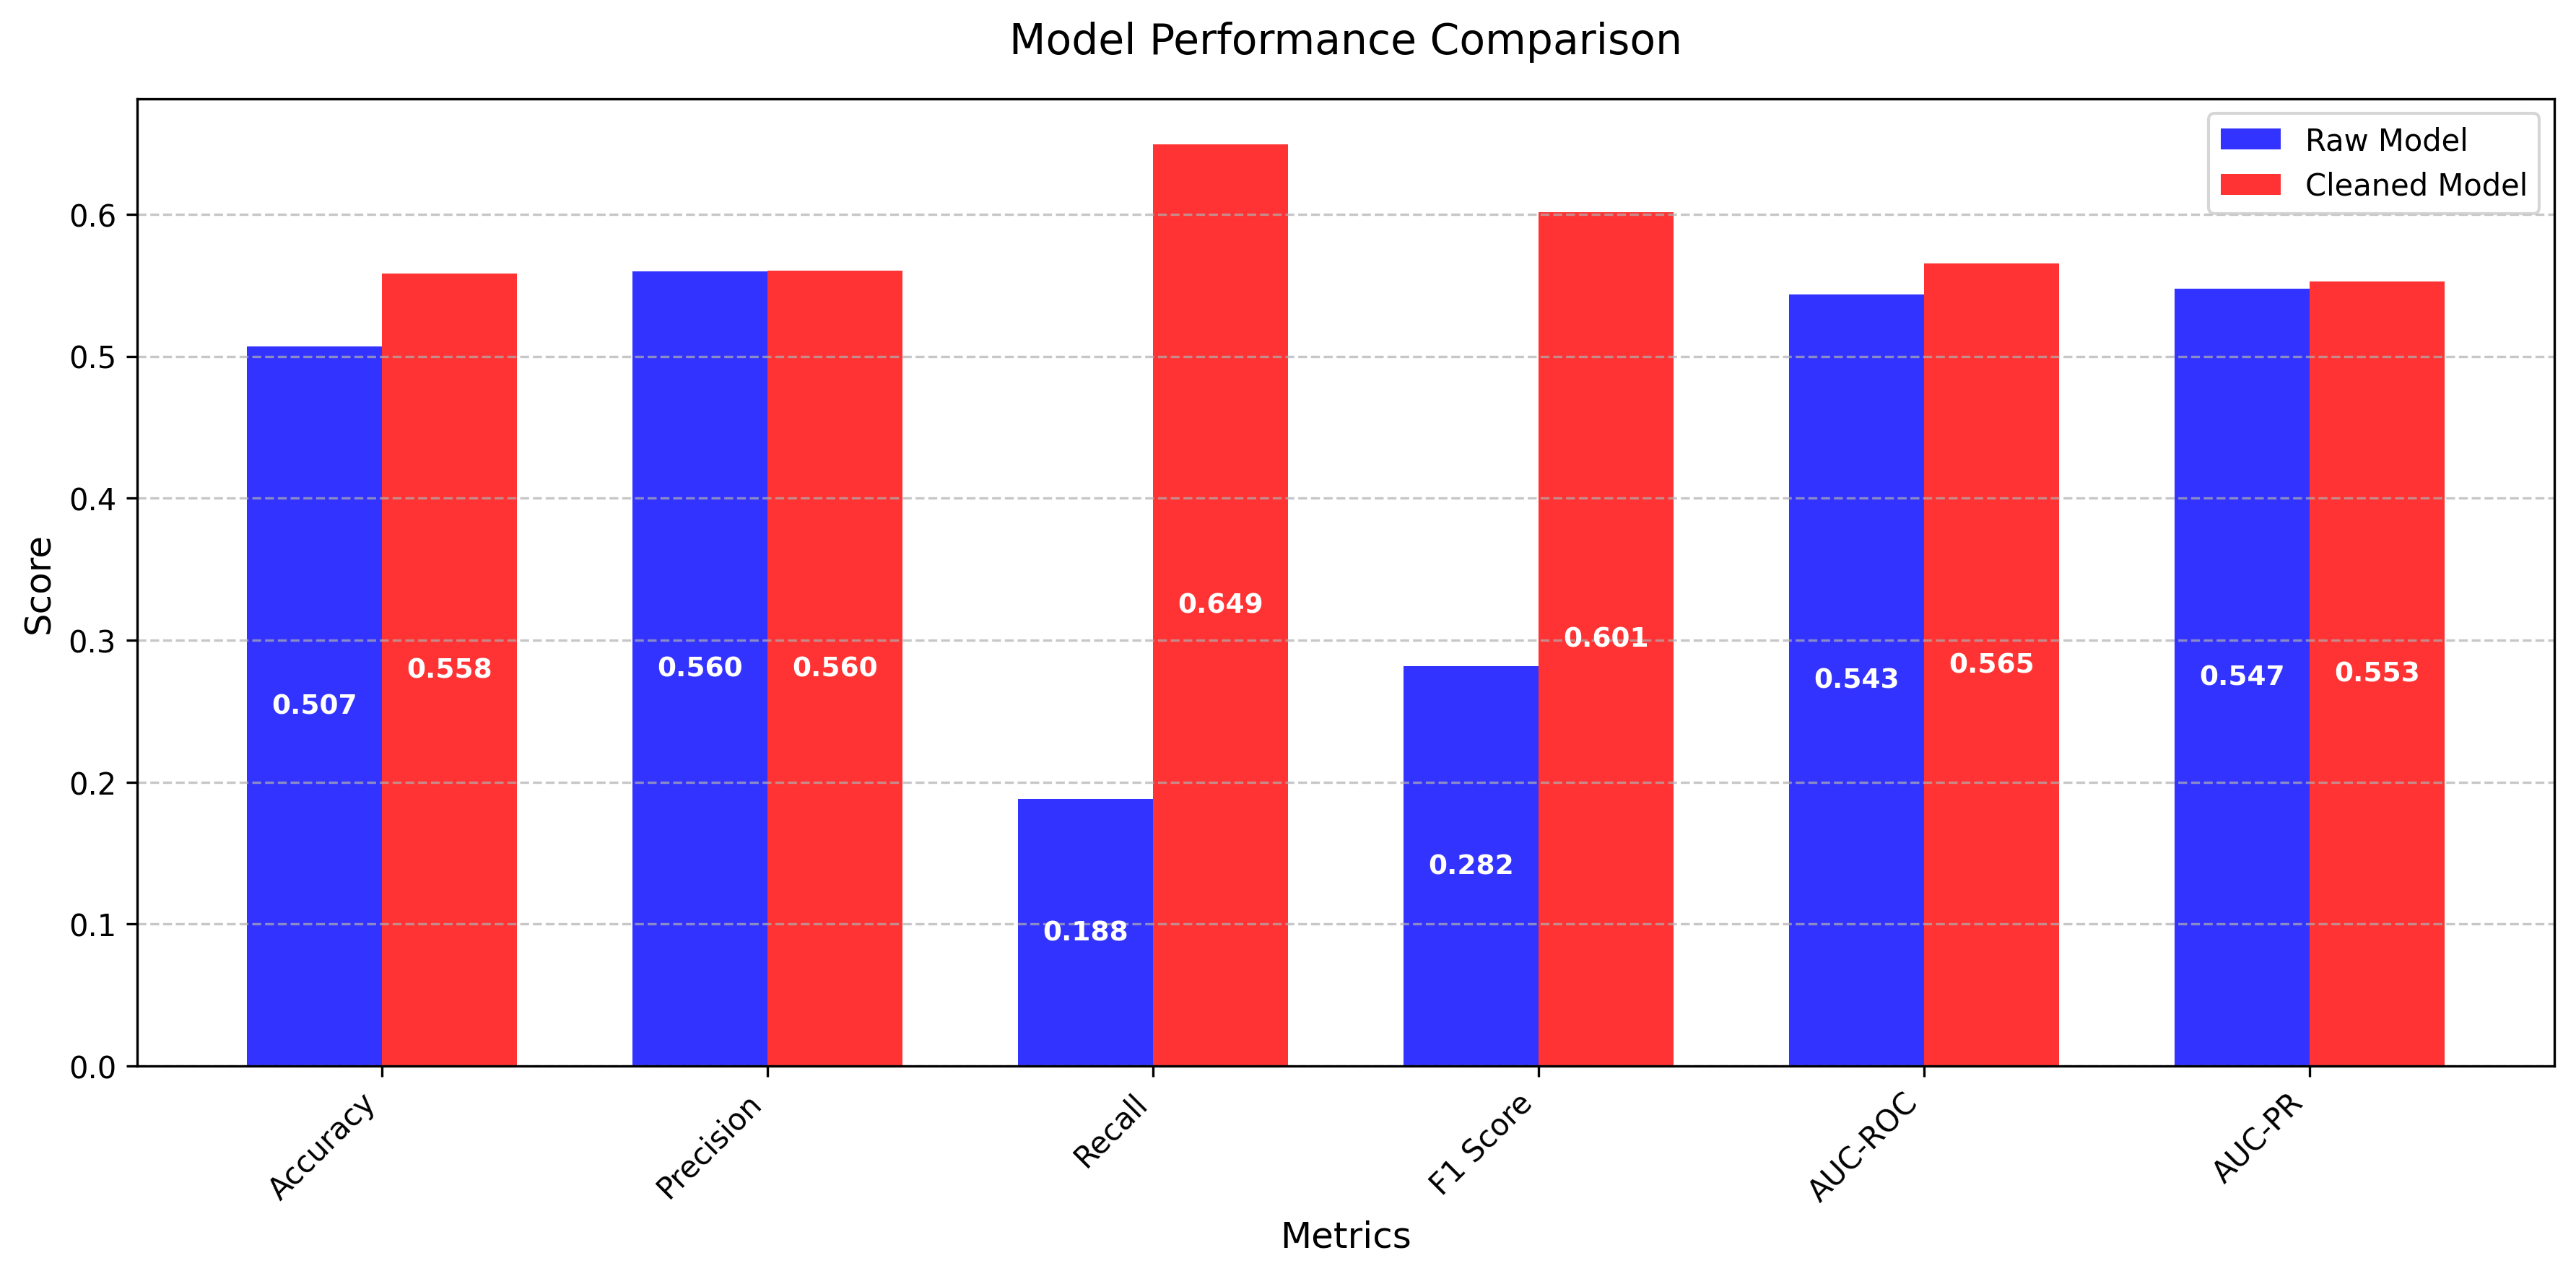 Model Performance Comparison
Raw Model
Cleaned Model
Score
0.6
0.5
0.4
0.3
0.2
0.1
0.0
0.507
0.558
0.560
0.560
0.188
0.649
0.282
0.601
0.543
0.565
0.547
0.553
Accuracy
Precision
Recall
F1 Score
AUC-ROC
AUC-PR
Metrics